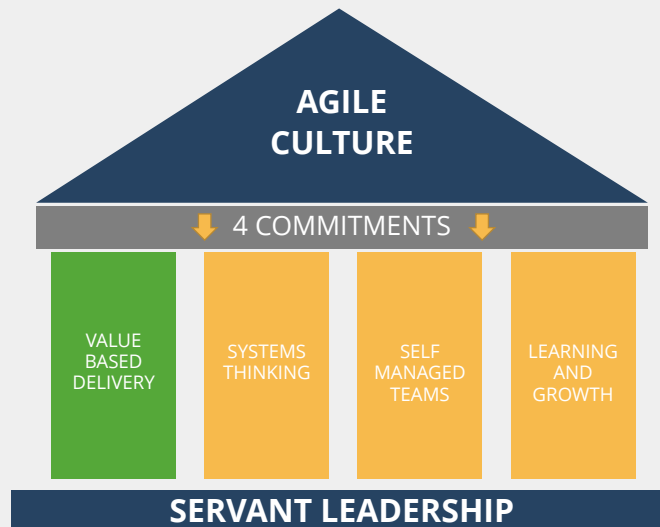 AGILE
CULTURE
4 COMMITMENTS
VALUE
BASED
DELIVERY
SYSTEMS
THINKING
SELF
MANAGED
TEAMS
LEARNING
AND
GROWTH
SERVANT LEADERSHIP